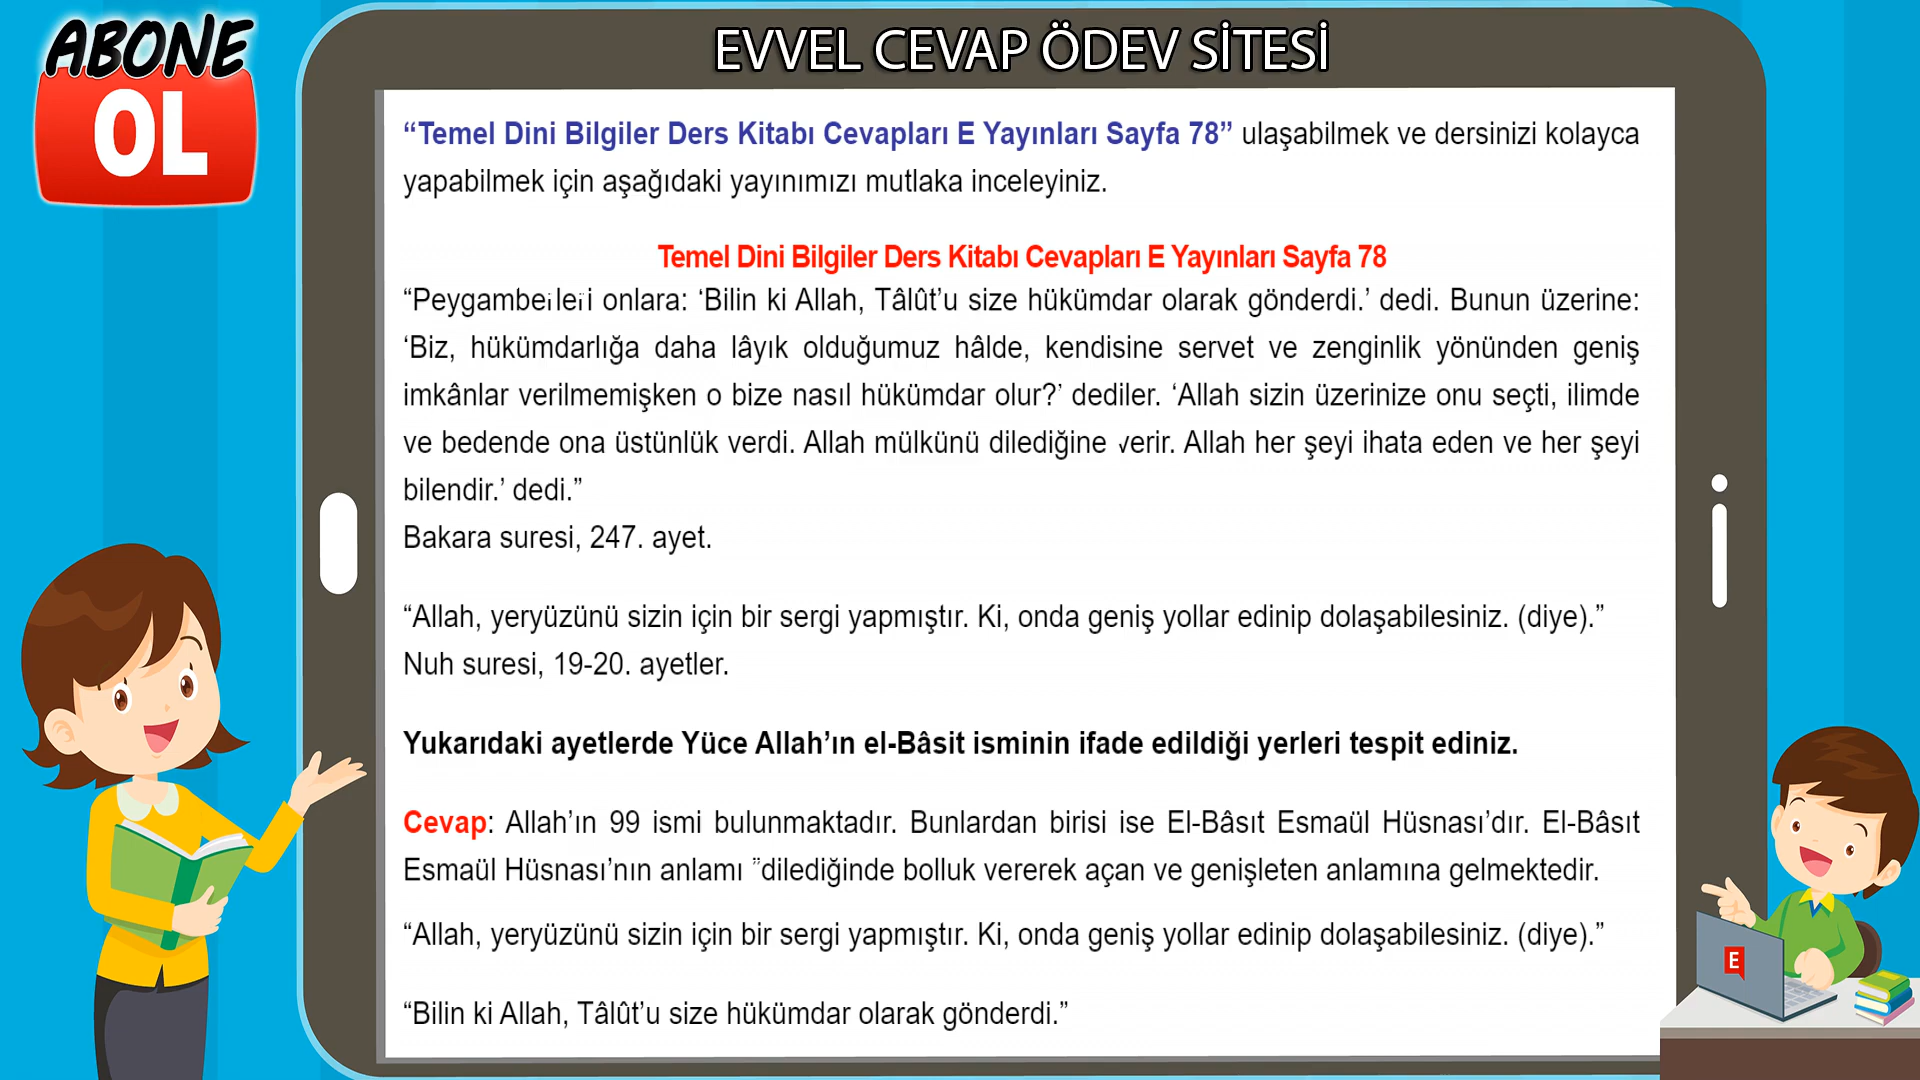 ABONE
OL
EVVEL CEVAP ÖDEV SİTESİ
“Temel Dini Bilgiler Ders Kitabı Cevapları E Yayınları Sayfa 78” ulaşabilmek ve dersinizi kolayca
yapabilmek için aşağıdaki yayınımızı mutlaka inceleyiniz.
Temel Dini Bilgiler Ders Kitabı Cevapları E Yayınları Sayfa 78
“Peygamberleri onlara: ‘Bilin ki Allah, Tâlût’u size hükümdar olarak gönderdi.’ dedi. Bunun üzerine:
‘Biz, hükümdarlığa daha lâyık olduğumuz hâlde, kendisine servet ve zenginlik yönünden geniş
imkânlar verilmemişken o bize nasıl hükümdar olur?’ dediler. ‘Allah sizin üzerinize onu seçti, ilimde
ve bedende ona üstünlük verdi. Allah mülkünü dilediğine verir. Allah her şeyi ihata eden ve her şeyi
bilendir.’ dedi.”
Bakara suresi, 247. ayet.
“Allah, yeryüzünü sizin için bir sergi yapmıştır. Ki, onda geniş yollar edinip dolaşabilesiniz. (diye).”
Nuh suresi, 19-20. ayetler.
Yukarıdaki ayetlerde Yüce Allah’ın el-Bâsit isminin ifade edildiği yerleri tespit ediniz.
Cevap: Allah’ın 99 ismi bulunmaktadır. Bunlardan birisi ise El-Bâsıt Esmaül Hüsnası’dır. El-Bâsıt
Esmaül Hüsnası’nın anlamı ”dilediğinde bolluk vererek açan ve genişleten anlamına gelmektedir.
“Allah, yeryüzünü sizin için bir sergi yapmıştır. Ki, onda geniş yollar edinip dolaşabilesiniz. (diye).”
“Bilin ki Allah, Tâlût’u size hükümdar olarak gönderdi.”
E